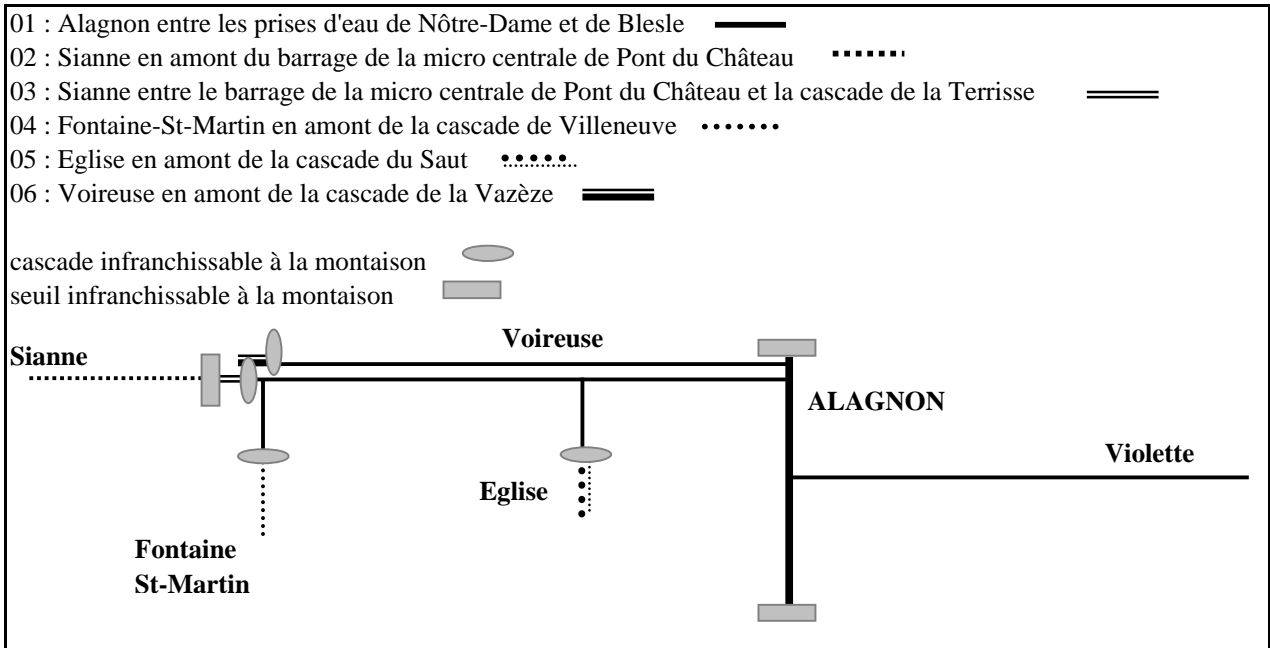 01 : Alagnon entre les prises d'eau de Nôtre-Dame et de Blesle
02 : Sianne en amont du barrage de la micro centrale de Pont du Château
03 : Sianne entre le barrage de la micro centrale de Pont du Château et la cascade de la Terrisse
04 : Fontaine-St-Martin en amont de la cascade de Villeneuve
05 : Eglise en amont de la cascade du Saut
06 : Voireuse en amont de la cascade de la Vazèze
cascade infranchissable à la montaison
seuil infranchissable à la montaison
Voireuse
Sianne
ALAGNON
Violette
Eglise
Fontaine
St-Martin